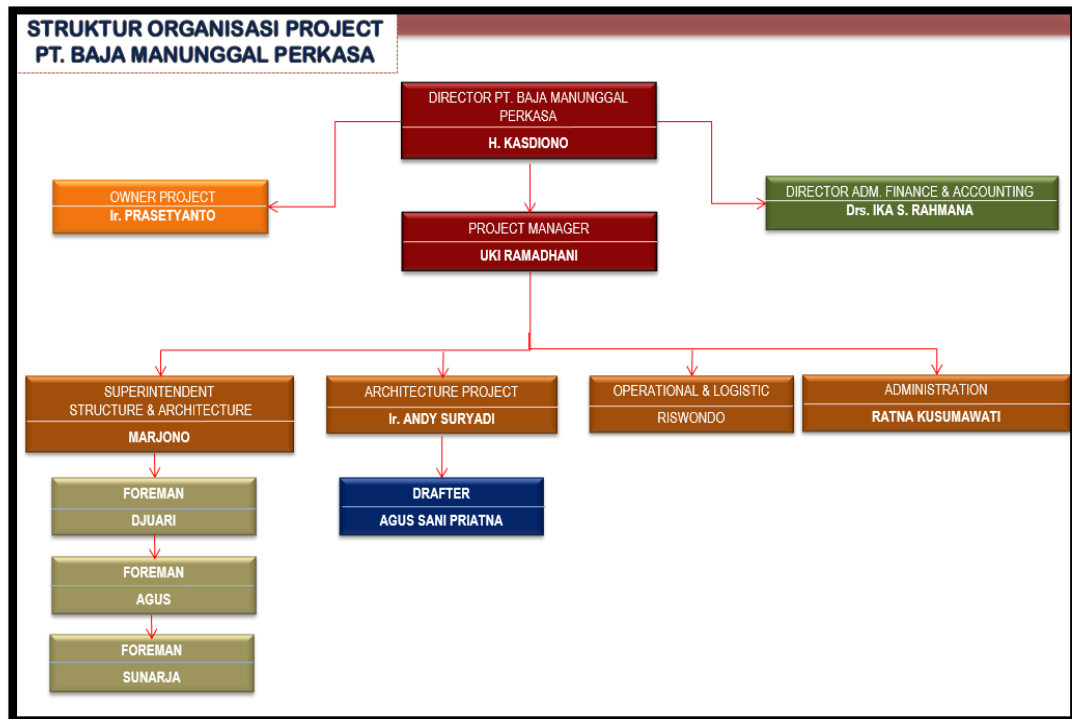 STRUKTUR ORGANISASI PROJECT
PT. BAJA MANUNGGAL PERKASA
DIRECTOR PT. BAJA MANUNGGAL
PERKASA
H. KASDIONO
OWNER PROJECT
Ir. PRASETYANTO
DIRECTOR ADM. FINANCE & ACCOUNTING
Drs. IKA S. RAHMANA
PROJECT MANAGER
UKI RAMADHANI
SUPERINTENDENT
STRUCTURE & ARCHITECTURE
MARJONO
ARCHITECTURE PROJECT
Ir. ANDY SURYADI
OPERATIONAL & LOGISTIC
RISWONDO
ADMINISTRATION
RATNA KUSUMAWATI
FOREMAN
DJUARI
DRAFTER
AGUS SANI PRIATNA
FOREMAN
AGUS
FOREMAN
SUNARJA